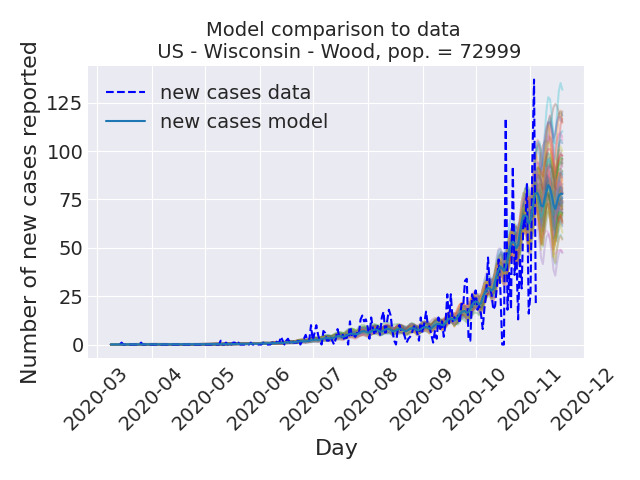 Model comparison to data
US - Wisconsin - Wood, pop. = 72999
new cases data
new cases model
Number of new cases reported
125
100
75
50
25
0
2020-03
2020-04
2020-05
2020-06
2020-07
2020-08
2020-09
2020-10
2020-11
2020-12
Day